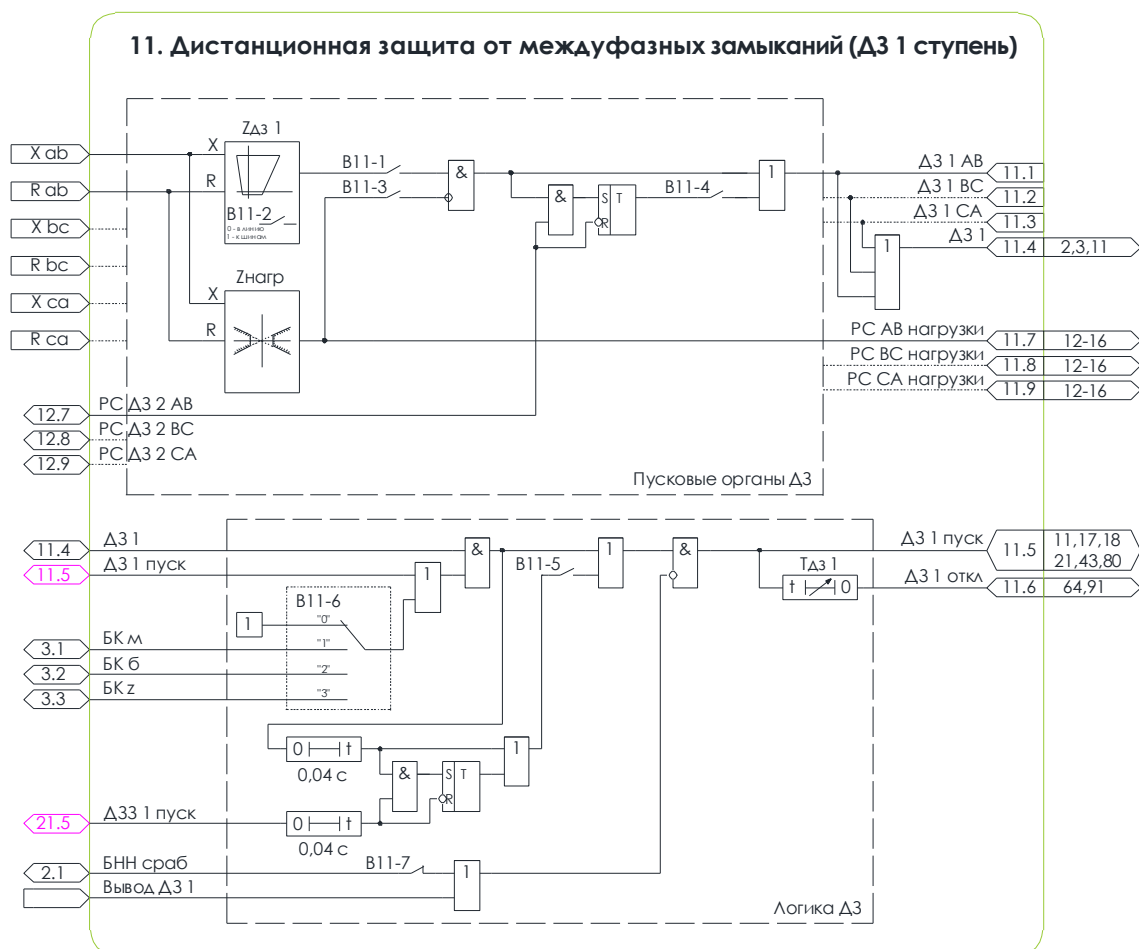 11. Дистанционная защита от междуфазных замыканий (ДЗ 1 ступень)
Zдз 1
X ab
X
В11-1
&
1
ДЗ 1 АВ
11.1
R ab
R
В11-3
&
S T
R
В11-4
ДЗ 1 ВС
11.2
В11-2
0 - в линию
1 - к шинам
X bc
ДЗ 1 СА
11.3
1
ДЗ 1
11.4
2,3,11
R bc
Zнагр
X ca
X
R ca
R
РС АВ нагрузки
11.7
12-16
РС ВС нагрузки
11.8
12-16
РС СА нагрузки
11.9
12-16
12.7
РС ДЗ 2 АВ
12.8
РС ДЗ 2 ВС
12.9
РС ДЗ 2 СА
Пусковые органы ДЗ
11.4
ДЗ 1
&
1
&
ДЗ 1 пуск
11.5
11,17,18
21,43,80
11.5
ДЗ 1 пуск
1
В11-5
Тдз 1
t 0
ДЗ 1 откл
11.6
64,91
В11-6
1
"0"
3.1
БК м
"1"
3.2
БК б
"2"
3.3
БК z
"3"
0 t
0,04 с
1
&
S T
R
21.5
ДЗЗ 1 пуск
0 t
0,04 с
2.1
БНН сраб
В11-7
1
Вывод ДЗ 1
Логика ДЗ